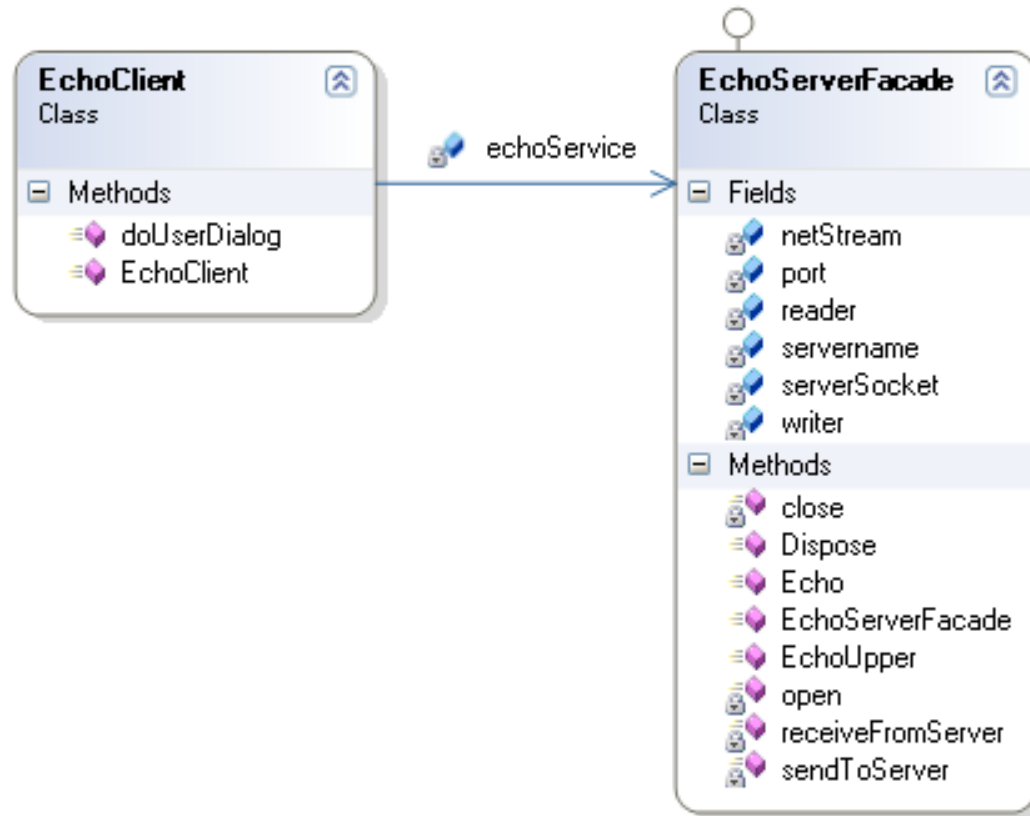 EchoClient
Class
Methods
doUserDialog
EchoClient
echoService
EchoServerFacade
Class
Fields
netStream
port
reader
servername
serverSocket
writer
Methods
close
Dispose
Echo
EchoServerFacade
EchoUpper
open
receiveFromServer
sendToServer